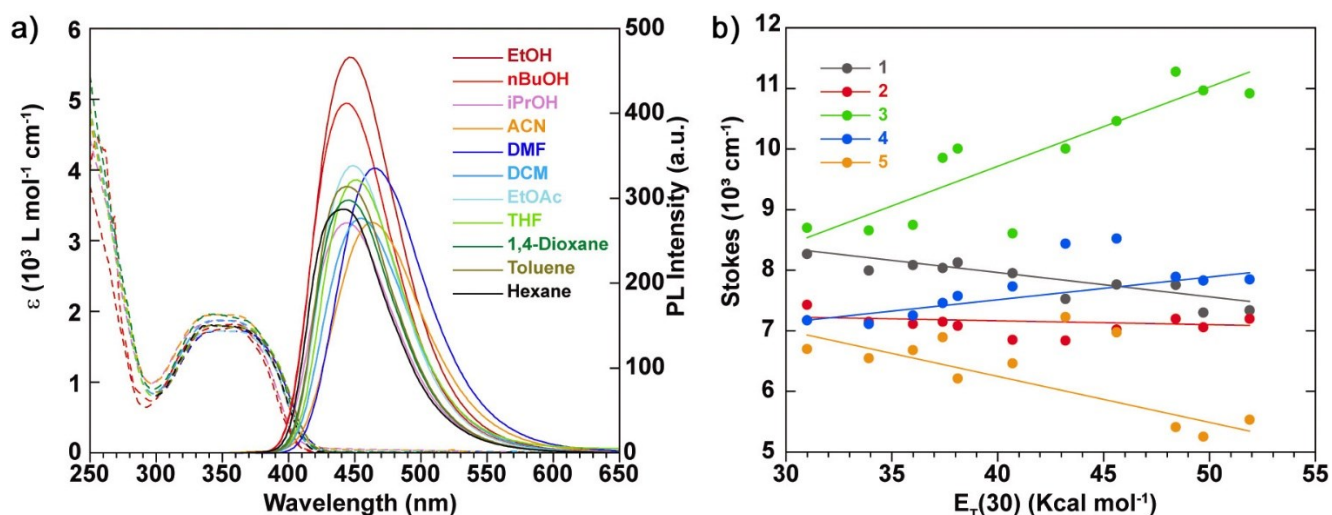 a)
6
5
4
3
2
1
0
ε (10³ L mol⁻¹ cm⁻¹)
250 300 350 400 450 500 550 600 650
Wavelength (nm)
500
400
300
200
100
0
PL Intensity (a.u.)
EtOH
nBuOH
iPrOH
ACN
DMF
DCM
EtOAc
THF
1,4-Dioxane
Toluene
Hexane
b)
12
11
10
9
8
7
6
5
Stokes (10³ cm⁻¹)
1
2
3
4
5
30 35 40 45 50 55
E_T(30) (Kcal mol⁻¹)